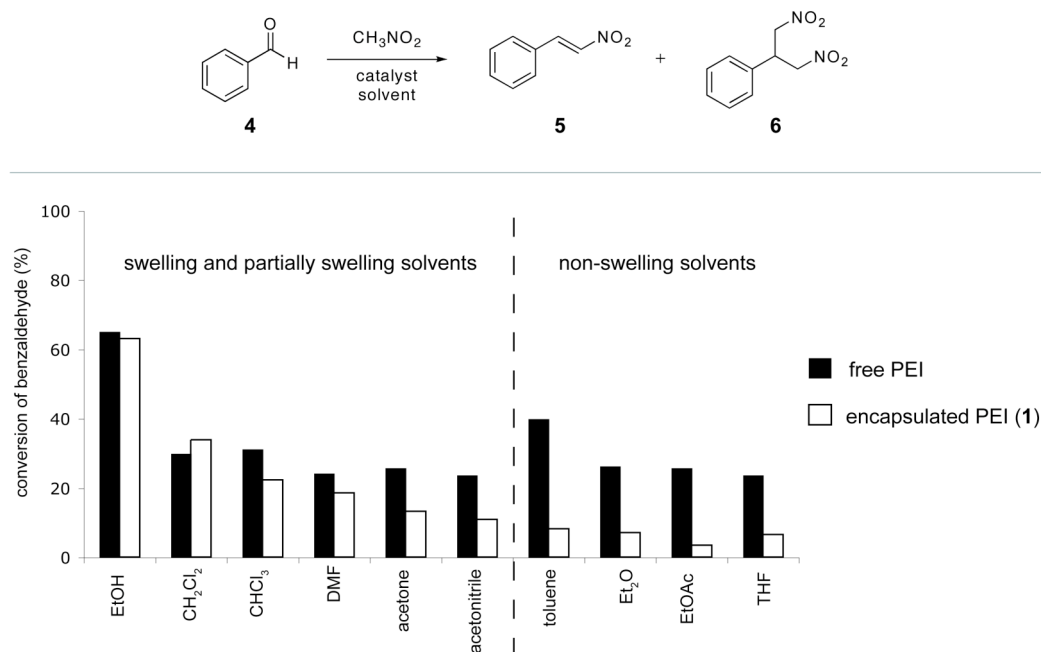 O
H
CH₃NO₂
catalyst
solvent
NO₂
+
NO₂
NO₂
4
5
6
conversion of benzaldehyde (%)
100
80
60
40
20
0
swelling and partially swelling solvents
non-swelling solvents
free PEI
encapsulated PEI (1)
EtOH
CH₂Cl₂
CHCl₃
DMF
acetone
acetonitrile
toluene
Et₂O
EtOAc
THF